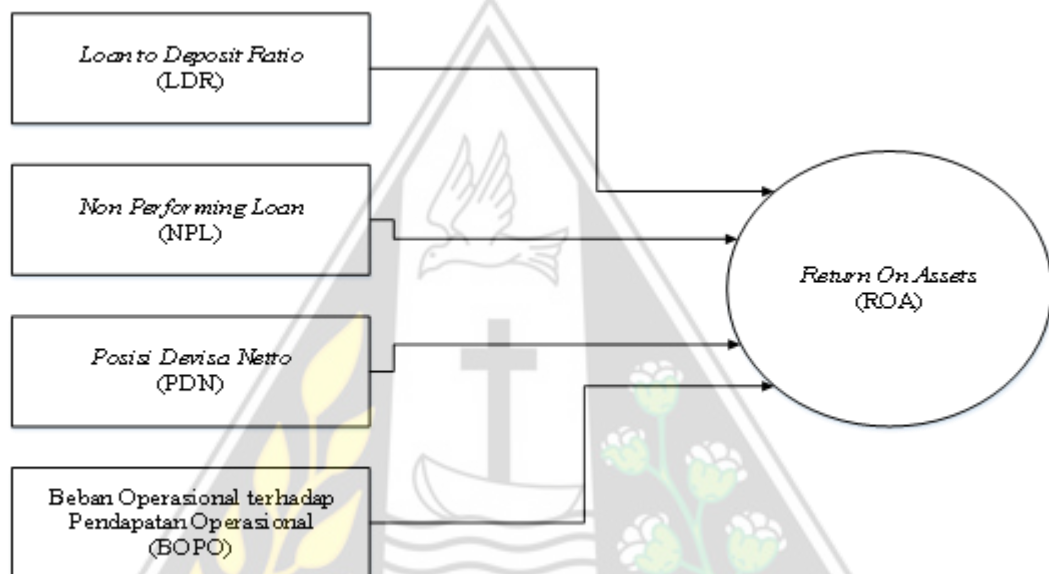 Loan to Deposit Ratio
(LDR)
Non Performing Loan
(NPL)
Posisi Devisa Netto
(PDN)
Beban Operasional terhadap
Pendapatan Operasional
(BOPO)
Return On Assets
(ROA)